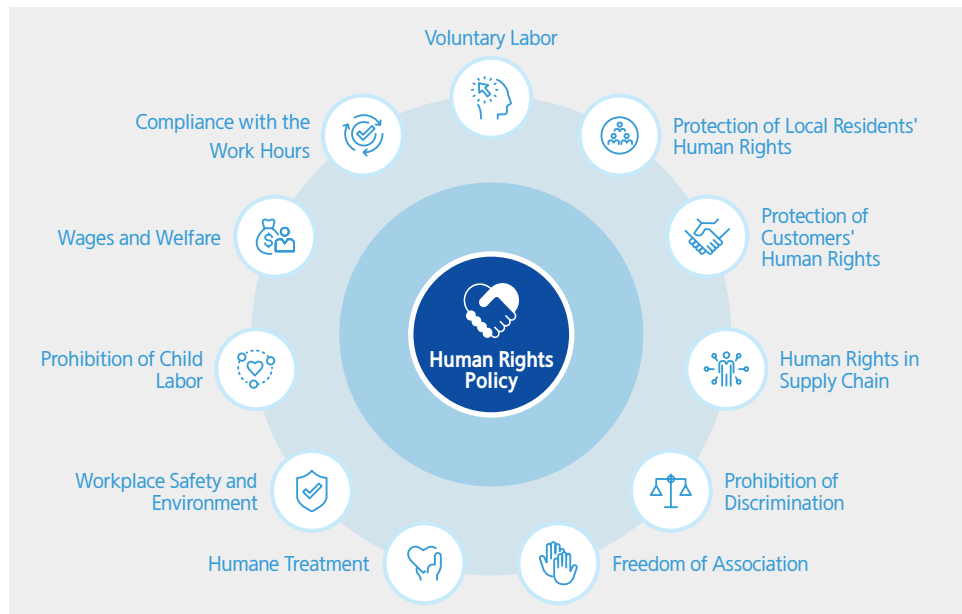 Voluntary Labor
Protection of Local Residents'
Human Rights
Protection of
Customers'
Human Rights
Human Rights in
Supply Chain
Prohibition of
Discrimination
Freedom of Association
Humane Treatment
Workplace Safety and
Environment
Prohibition of Child
Labor
Wages and Welfare
Compliance with the
Work Hours
Human Rights
Policy
$